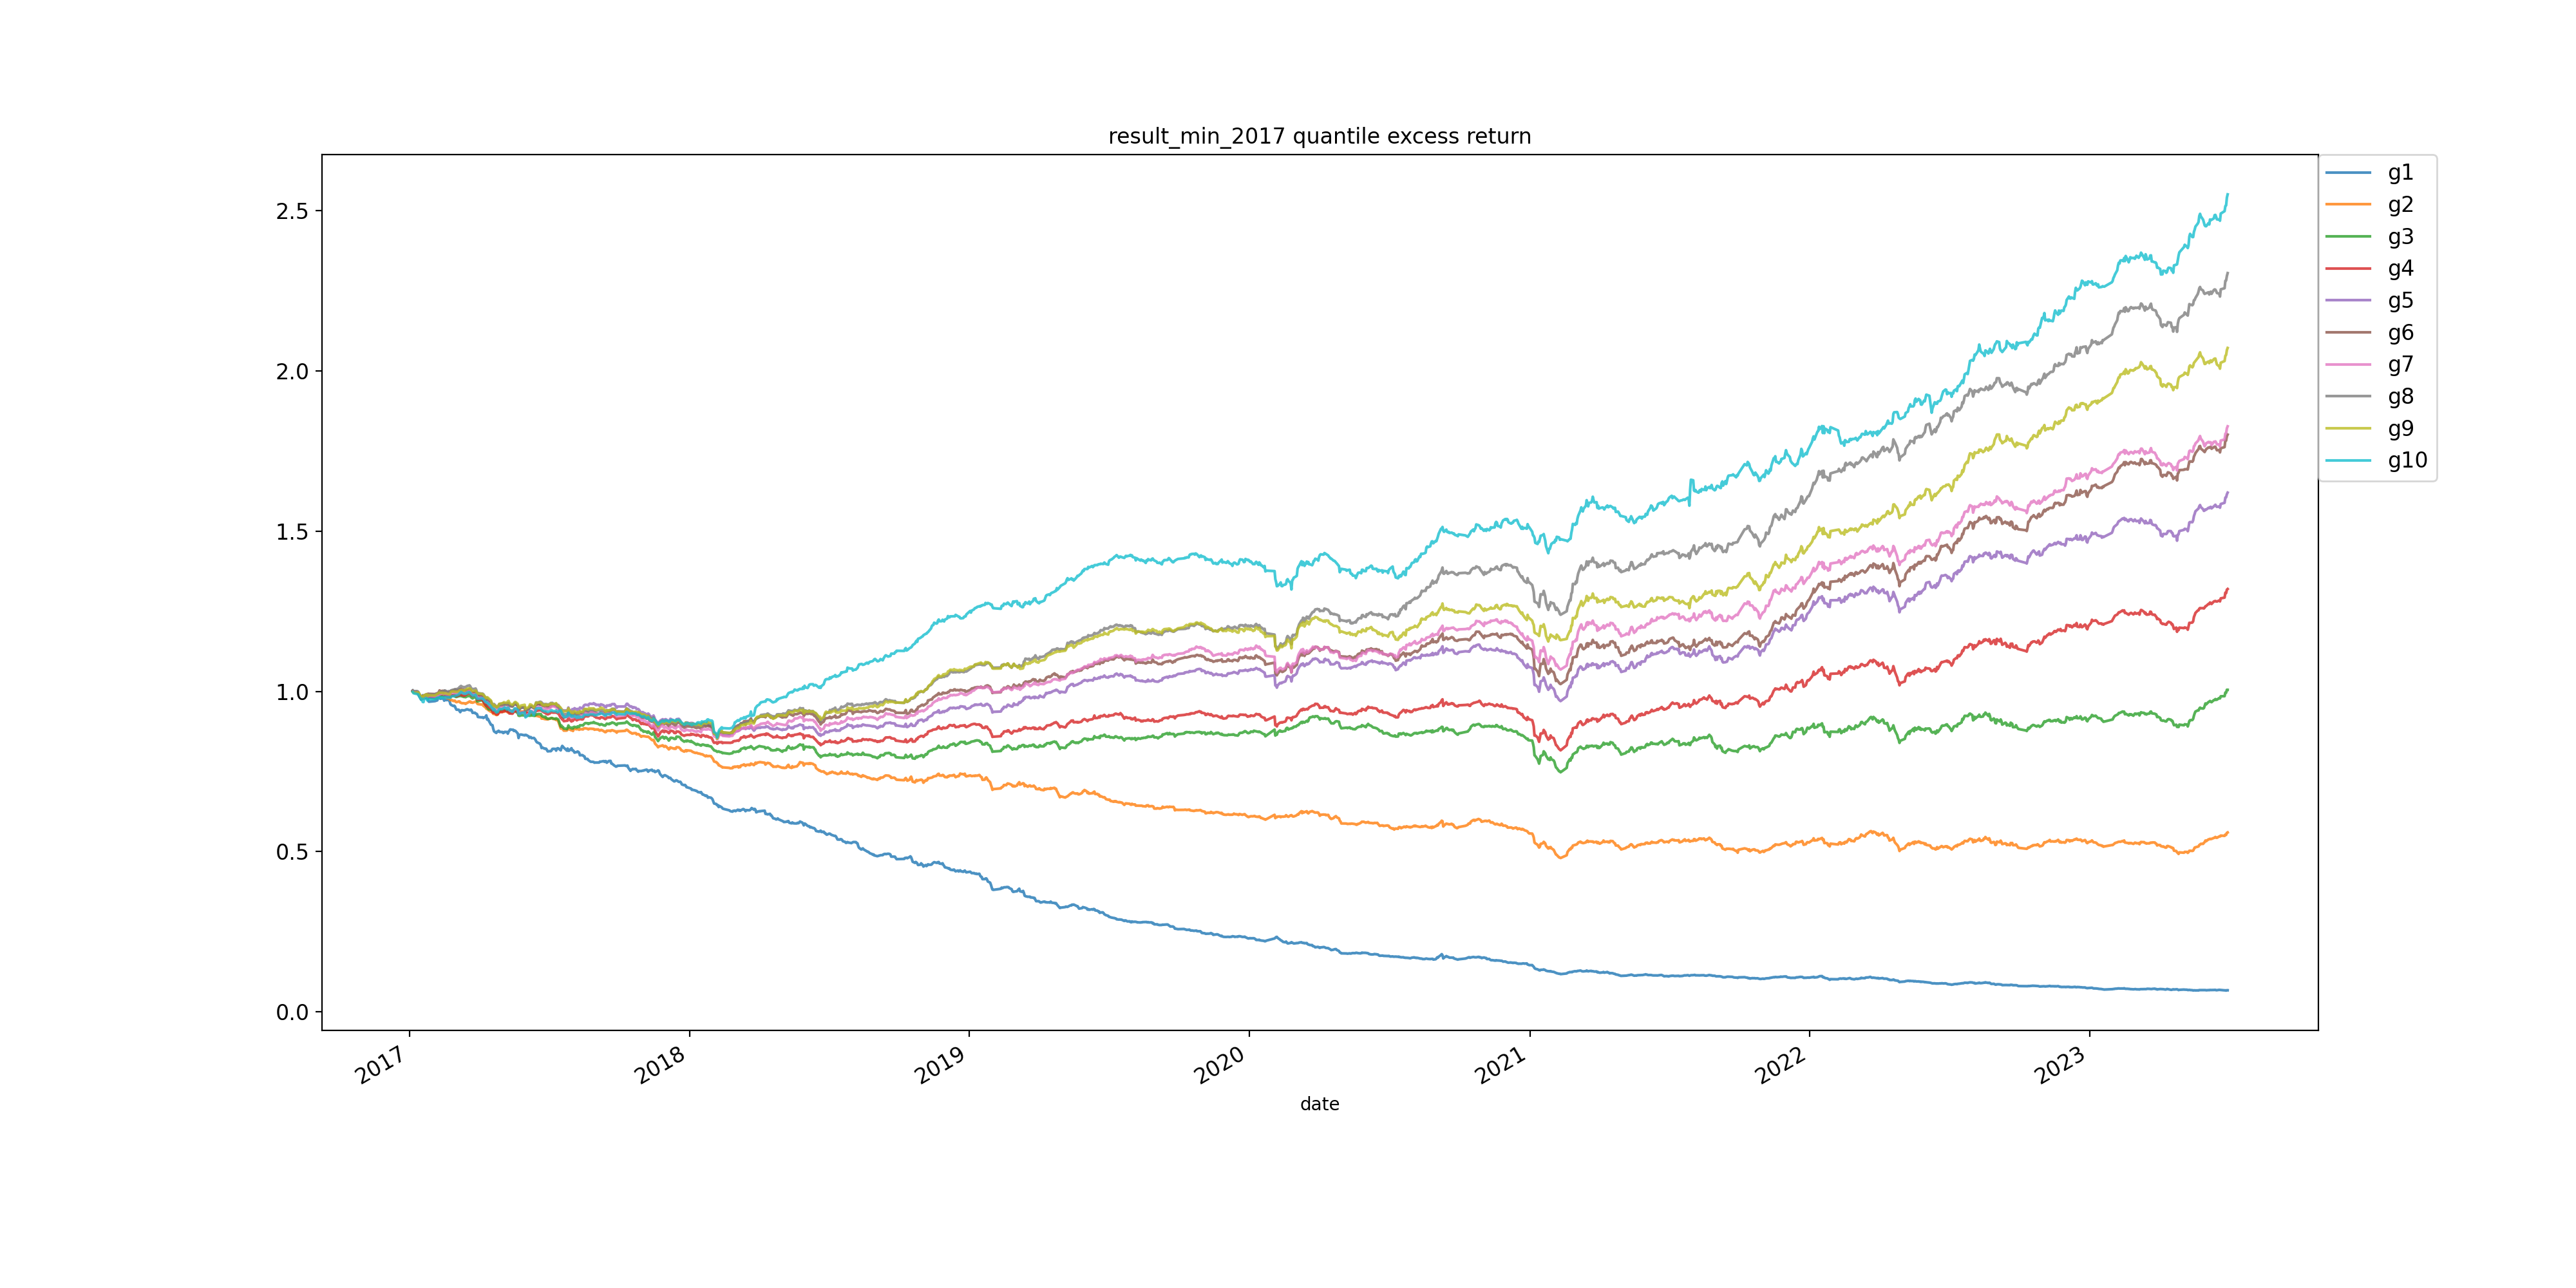 result_min_2017 quantile excess return
2.5
2.0
1.5
1.0
0.5
0.0
2017
2018
2019
2020
2021
2022
2023
date
g1
g2
g3
g4
g5
g6
g7
g8
g9
g10